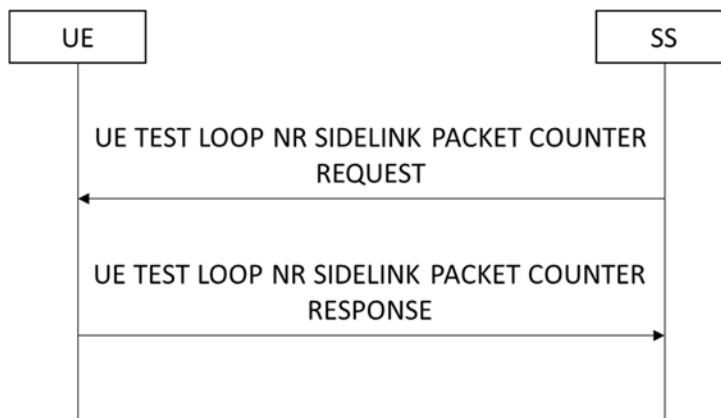 UE
SS
UE TEST LOOP NR SIDELINK PACKET COUNTER
REQUEST
UE TEST LOOP NR SIDELINK PACKET COUNTER
RESPONSE